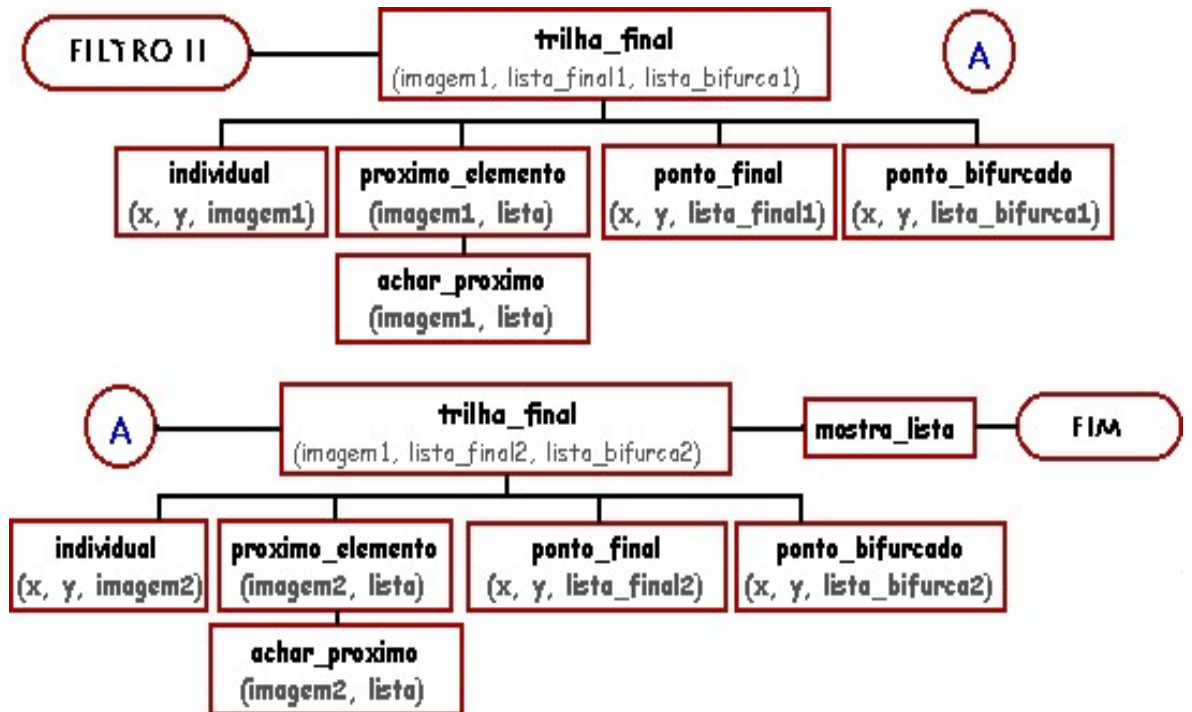 FILTRO II
trilha_final
(imagem1, lista_final1, lista_bifurca1)
A
individual
(x, y, imagem1)
proximo_elemento
(imagem1, lista)
ponto_final
(x, y, lista_final1)
ponto_bifurcado
(x, y, lista_bifurca1)
achar_proximo
(imagem1, lista)
A
trilha_final
(imagem1, lista_final2, lista_bifurca2)
mostra_lista
FIM
individual
(x, y, imagem2)
proximo_elemento
(imagem2, lista)
ponto_final
(x, y, lista_final2)
ponto_bifurcado
(x, y, lista_bifurca2)
achar_proximo
(imagem2, lista)